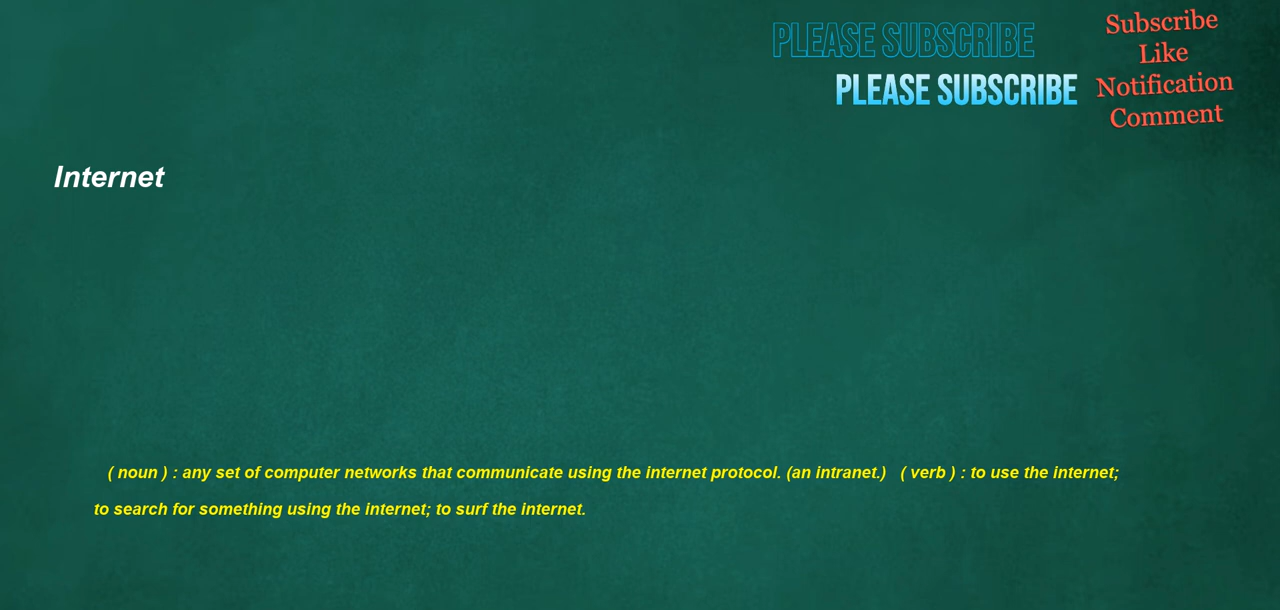 PLEASE SUBSCRIBE
PLEASE SUBSCRIBE
Subscribe
Like
Notification
Comment
Internet
( noun ) : any set of computer networks that communicate using the internet protocol. (an intranet.) ( verb ) : to use the internet;
to search for something using the internet; to surf the internet.